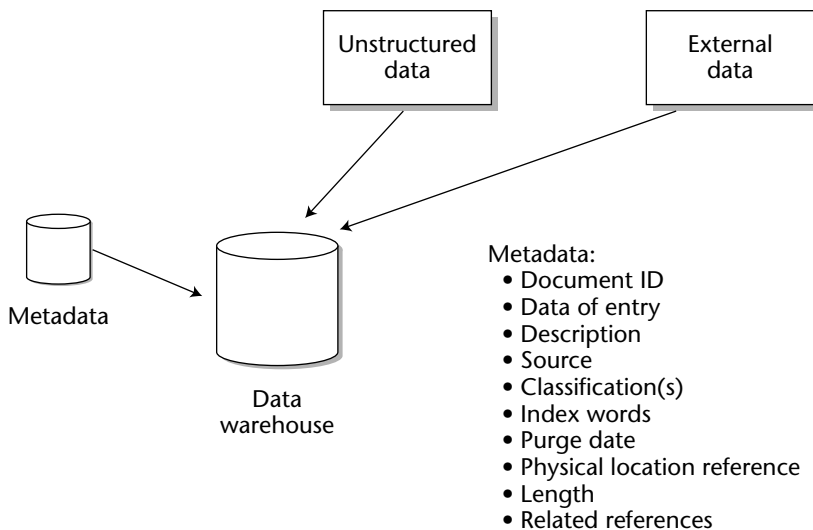 Unstructured
data
External
data
Metadata
Data
warehouse
Metadata:
• Document ID
• Data of entry
• Description
• Source
• Classification(s)
• Index words
• Purge date
• Physical location reference
• Length
• Related references